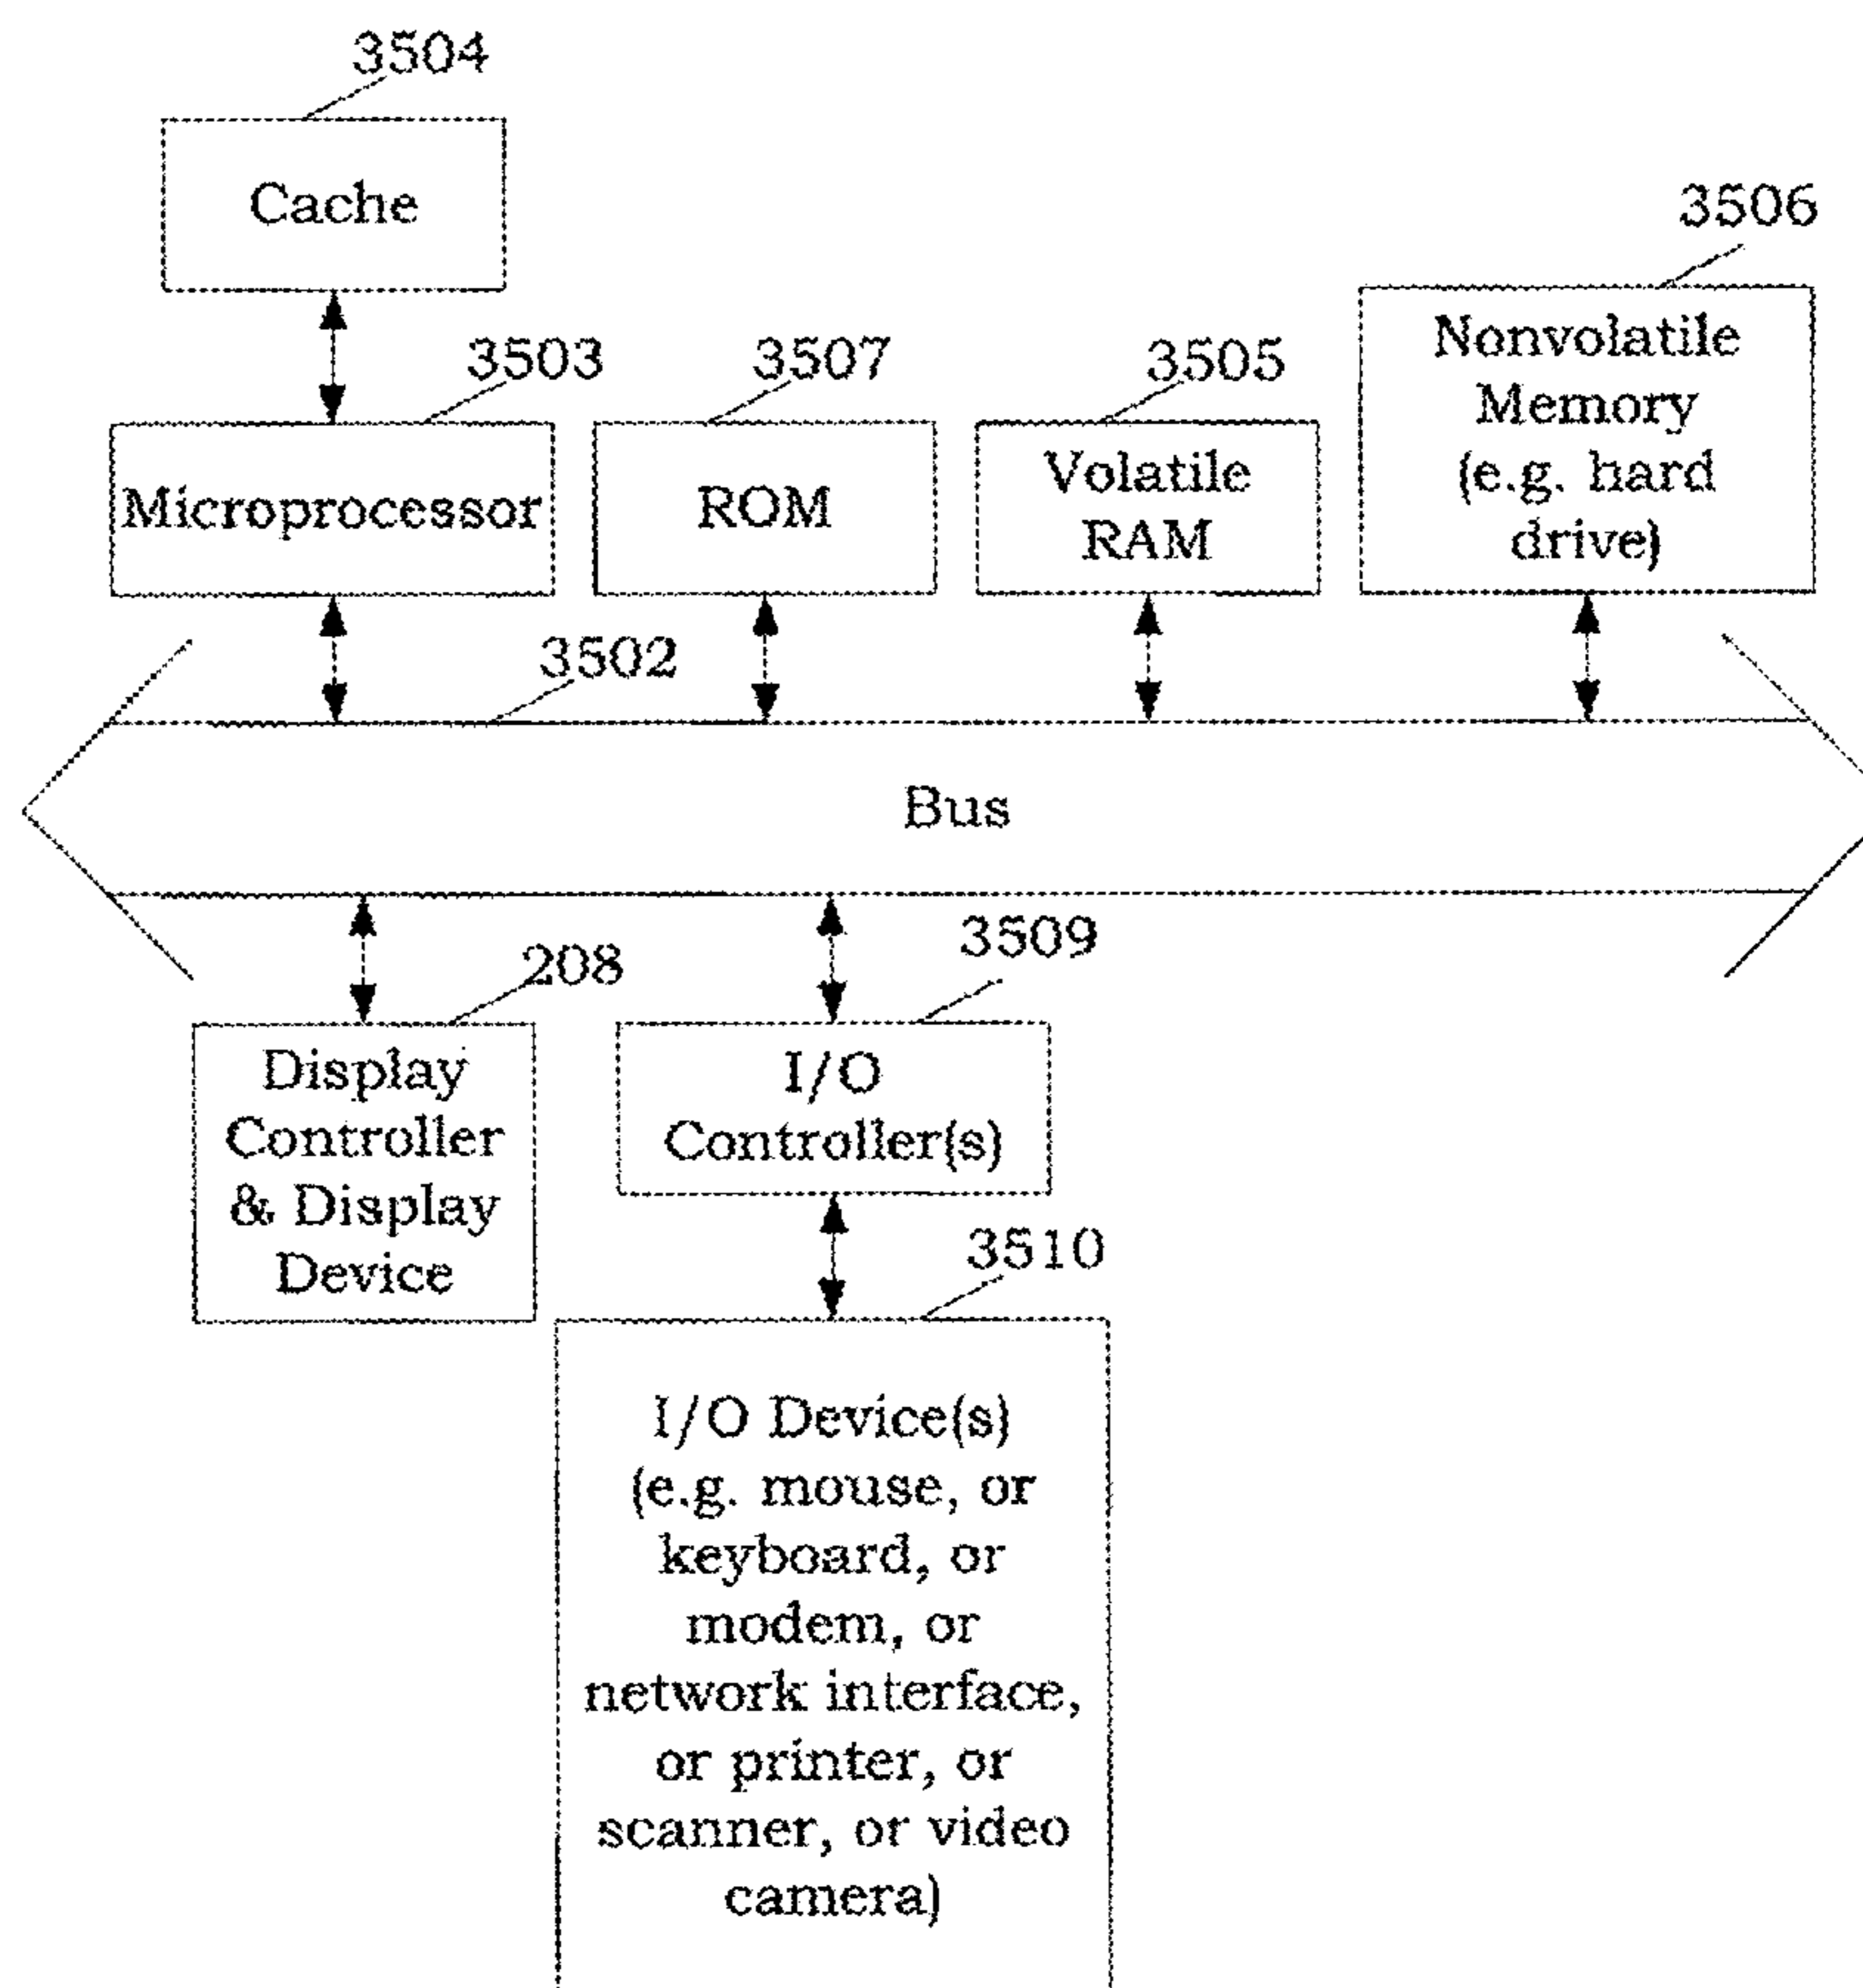 3504
Cache
3506
Nonvolatile
Memory
(e.g. hard
drive)
3503
Microprocessor
3507
ROM
3505
Volatile
RAM
3502
Bus
208
Display
Controller
& Display
Device
3509
I/O
Controller(s)
3510
I/O Device(s)
(e.g. mouse, or
keyboard, or
modem, or
network interface,
or printer, or
scanner, or video
camera)